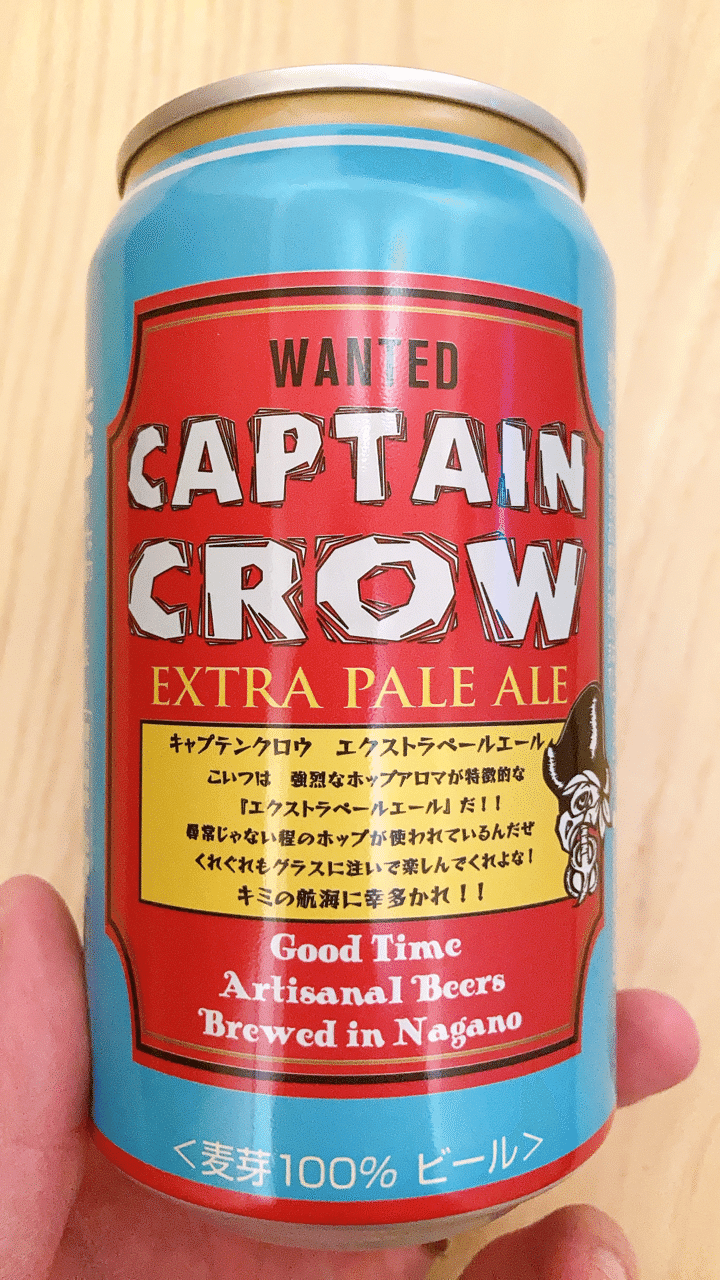 WANTED
CAPTAIN
CROW
EXTRA PALE ALE
キャプテンクロウ エクストラペールエール
こいつは 強烈なホップアロマが特徴的な
『エクストラペールエール』だ!!
尋常じゃない程のホップが使われているんだぜ
くれぐれもグラスに注いで楽しんでくれよな!
キミの航海に幸多かれ!!
Good Time
Artisanal Beers
Brewed in Nagano
<麦芽100% ビール>